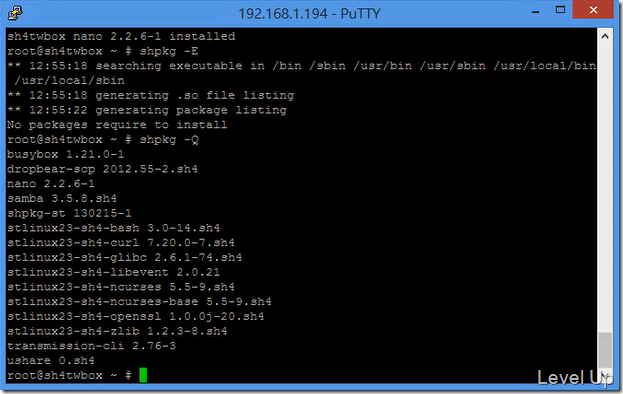 192.168.1.194 - PuTTY
sh4twbox nano 2.2.6-1 installed
root@sh4twbox ~ # shpkg -E
** 12:55:18 searching executable in /bin /sbin /usr/bin /usr/sbin /usr/local/bin
/usr/local/sbin
** 12:55:18 generating .so file listing
** 12:55:22 generating package listing
No packages require to install
root@sh4twbox ~ # shpkg -Q
busybox 1.21.0-1
dropbear-scp 2012.55-2.sh4
nano 2.2.6-1
samba 3.5.8.sh4
shpkg-st 130215-1
stlinux23-sh4-bash 3.0-14.sh4
stlinux23-sh4-curl 7.20.0-7.sh4
stlinux23-sh4-glibc 2.6.1-74.sh4
stlinux23-sh4-libevent 2.0.21
stlinux23-sh4-ncurses 5.5-9.sh4
stlinux23-sh4-ncurses-base 5.5-9.sh4
stlinux23-sh4-openssl 1.0.0j-20.sh4
stlinux23-sh4-zlib 1.2.3-8.sh4
transmission-cli 2.76-3
ushare 0.sh4
root@sh4twbox ~ #
Level Up